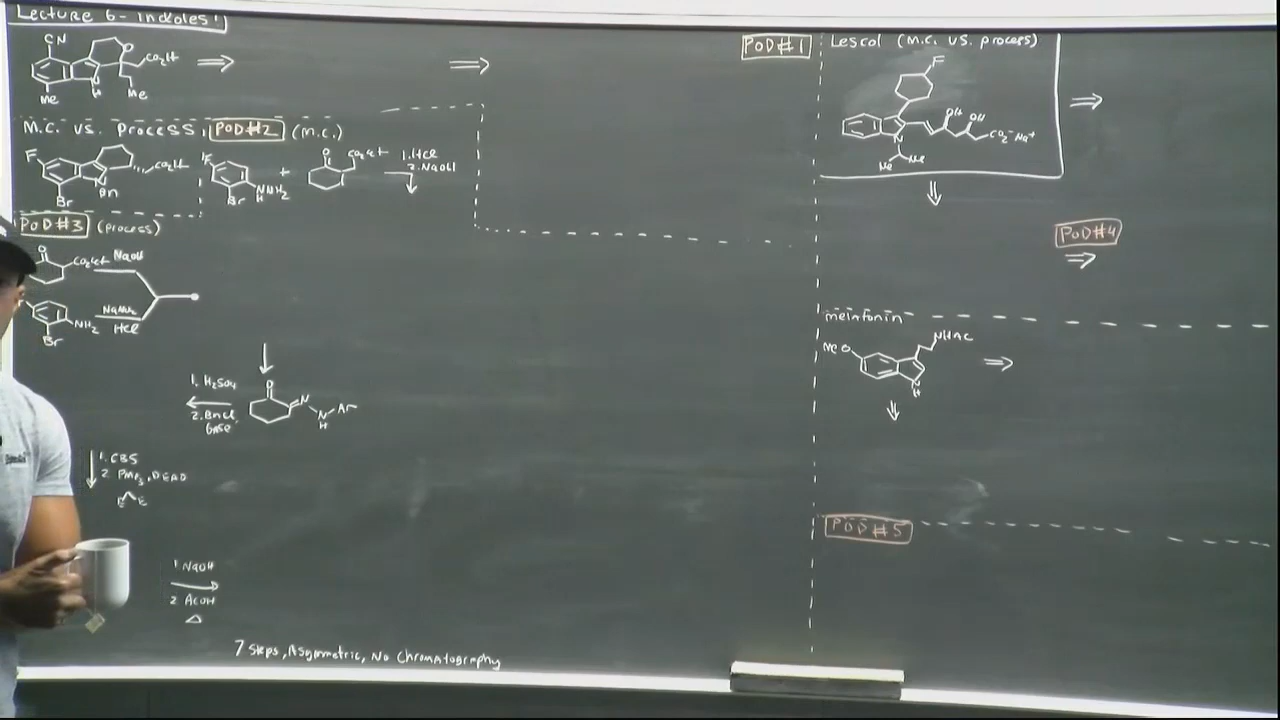 Lecture 6 - Indoles!
CN
O
CO₂H
N
H
Me
Me
M.C. vs. process, POD#2 (M.C.)
F
CO₂H
N
Bn
Br
F
Br
NHNH₂
+
O
CO₂Et
1. HCl
2. NaOH
POD#3 (process)
O
CO₂Et
NaOH
NH₂
Br
NaNO₂
HCl
1. H₂SO₄
2. BnCl,
base
O
N
N
H
Ar
1. CBS
2. PMe₃, DEAD
E E
1. NaOH
2. AcOH
Δ
7 Steps, Asymmetric, No Chromatography
POD#1
Lescol (M.C. vs. process)
F
OH
OH
CO₂⁻Na⁺
N
Me
Me
POD#4
melatonin
MeO
NHAc
N
H
POD#5